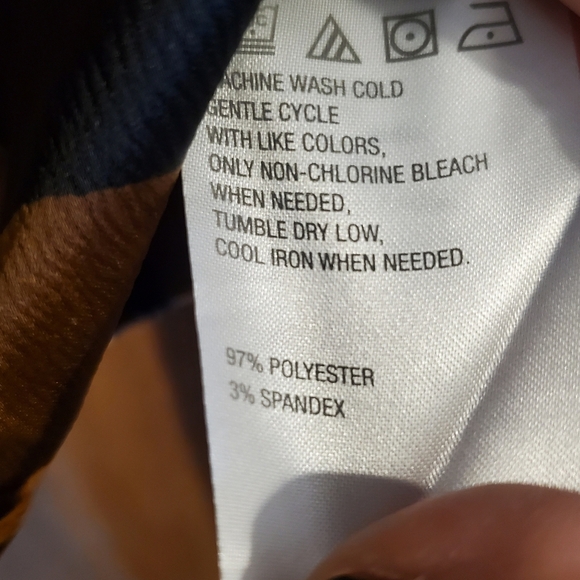 MACHINE WASH COLD
GENTLE CYCLE
WITH LIKE COLORS,
ONLY NON-CHLORINE BLEACH
WHEN NEEDED,
TUMBLE DRY LOW,
COOL IRON WHEN NEEDED.
97% POLYESTER
3% SPANDEX